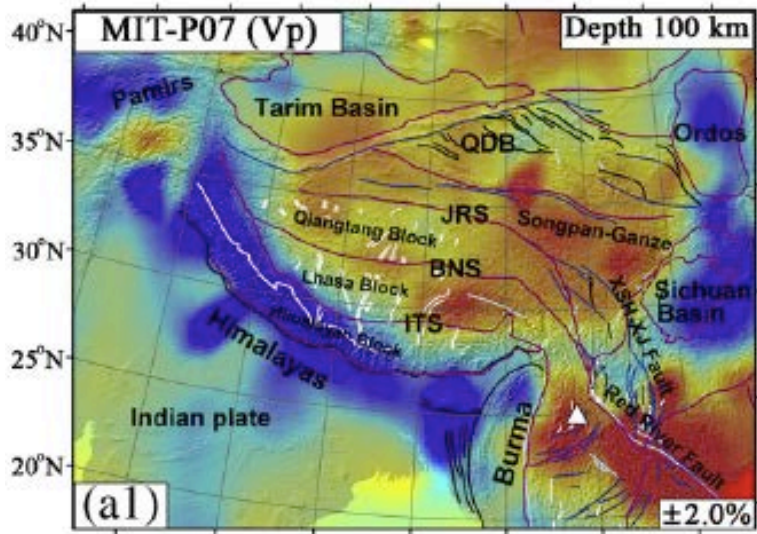 40°N
MIT-P07 (Vp)
Depth 100 km
Pamirs
Tarim Basin
35°N
QDB
Ordos
JRS
Qiangtang Block
Songpan-Ganze
30°N
BNS
Lhasa Block
Sichuan
Basin
XSH-XJ Fault
ITS
Himalayan Block
Himalayas
25°N
Indian plate
Burma
Red River Fault
20°N
(a1)
±2.0%